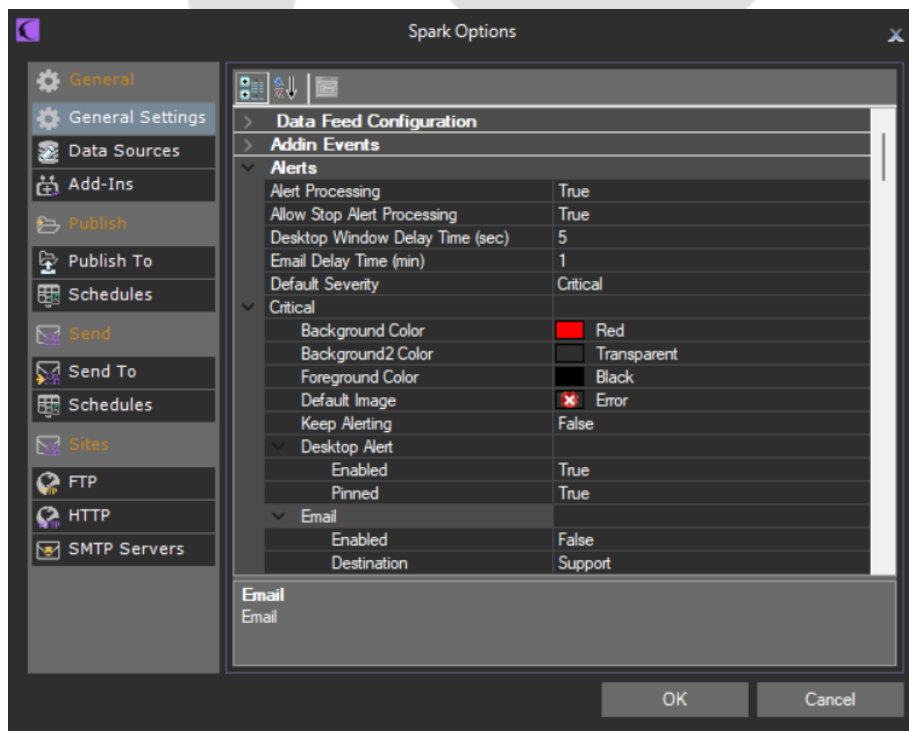 Spark Options
x
General
General Settings
Data Sources
Add-Ins
Publish
Publish To
Schedules
Send
Send To
Schedules
Sites
FTP
HTTP
SMTP Servers
Data Feed Configuration
Addin Events
Alerts
Alert Processing True
Allow Stop Alert Processing True
Desktop Window Delay Time (sec) 5
Email Delay Time (min) 1
Default Severity Critical
Critical
Background Color Red
Background2 Color Transparent
Foreground Color Black
Default Image Error
Keep Alerting False
Desktop Alert
Enabled True
Pinned True
Email
Enabled False
Destination Support
Email
Email
OK Cancel